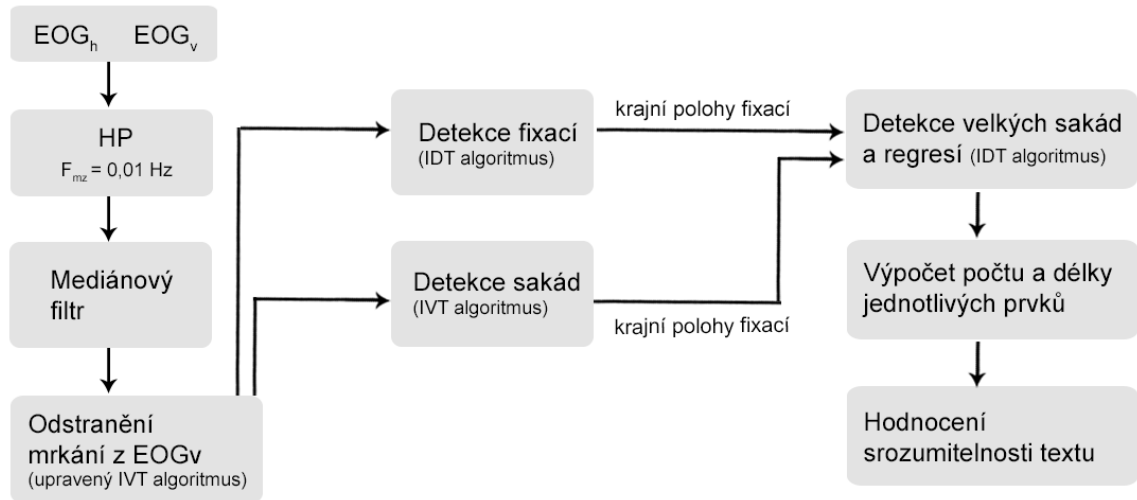 EOGh EOGv
HP
Fmz = 0,01 Hz
Mediánový
filtr
Odstranění
mrkání z EOGv
(upravený IVT algoritmus)
Detekce fixací
(IDT algoritmus)
Detekce sakád
(IVT algoritmus)
krajní polohy fixací
krajní polohy fixací
Detekce velkých sakád
a regresí (IDT algoritmus)
Výpočet počtu a délky
jednotlivých prvků
Hodnocení
srozumitelnosti textu